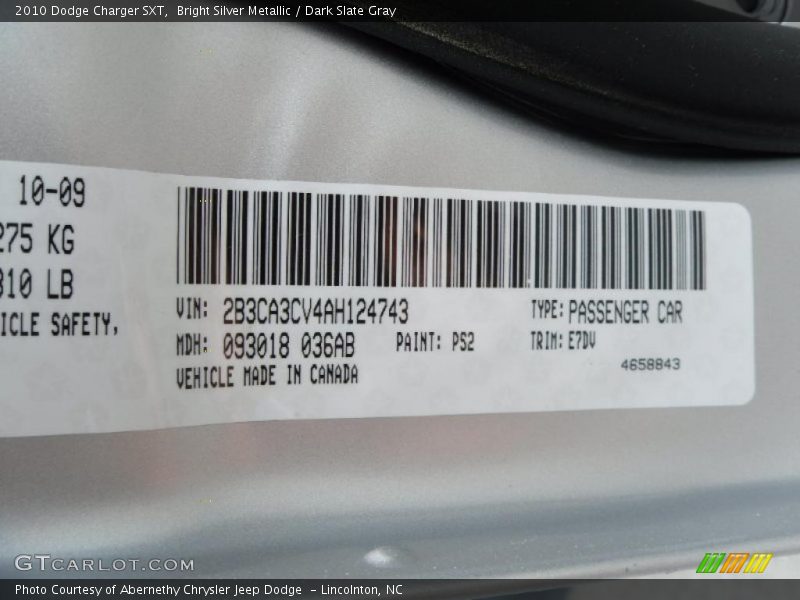 2010 Dodge Charger SXT,  Bright Silver Metallic / Dark Slate Gray
10-09
275 KG
310 LB
ICLE SAFETY,
VIN: 2B3CA3CV4AH124743
TYPE: PASSENGER CAR
MDH: 093018 036AB
PAINT: PS2
TRIM: E7DV
VEHICLE MADE IN CANADA
4658843
GTCARLOT.COM
Photo Courtesy of Abernethy Chrysler Jeep Dodge  - Lincolnton, NC